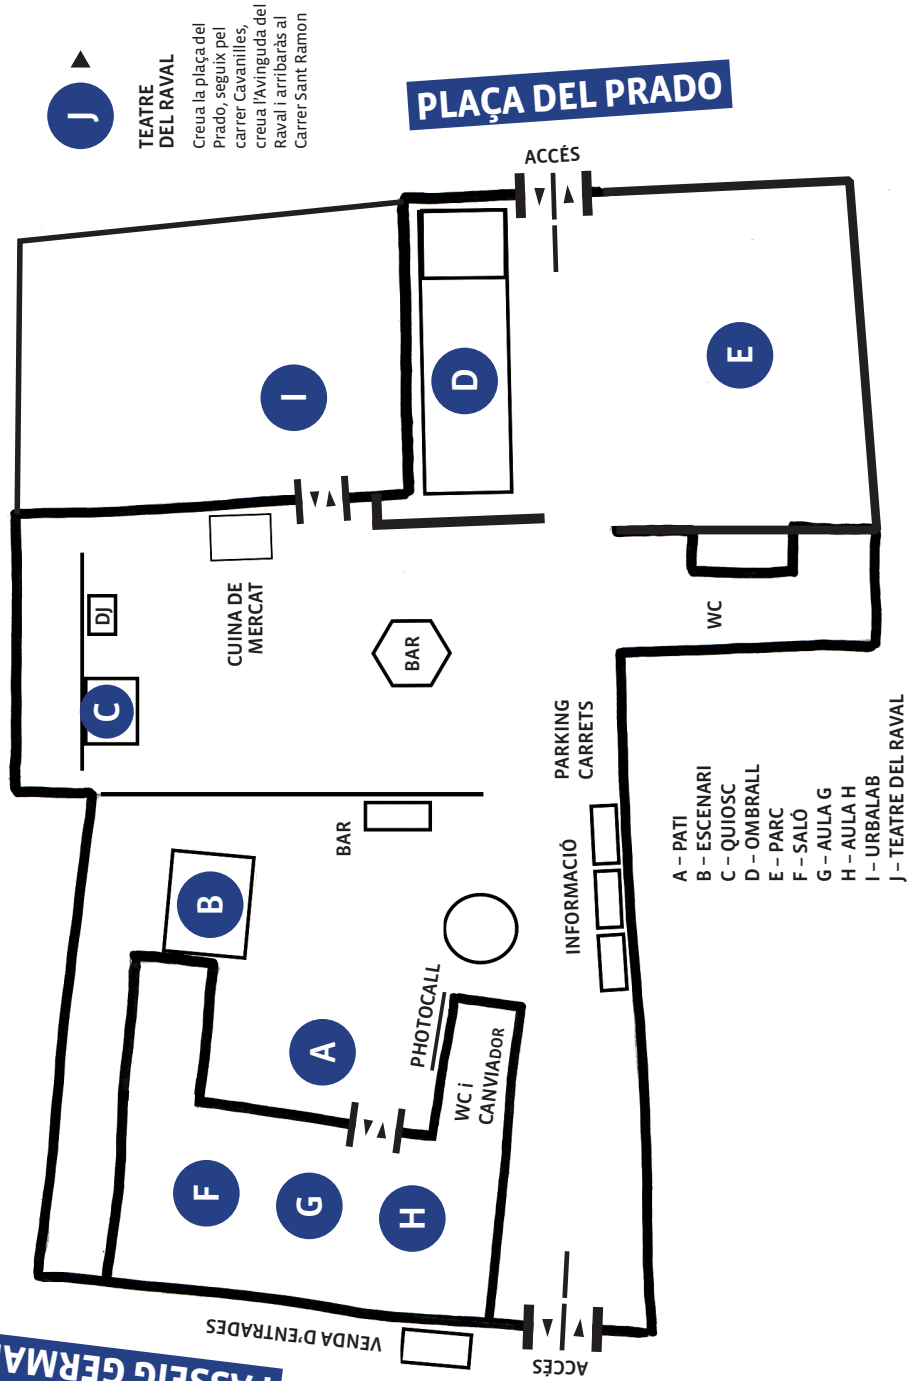 J
TEATRE
DEL RAVAL
Creua la plaça del
Prado, seguix pel
carrer Cavanilles,
creua l'Avinguda del
Raval i arribaràs al
Carrer Sant Ramon
PLAÇA DEL PRADO
ACCÉS
I
D
E
CUINA DE
MERCAT
DJ
C
BAR
WC
PARKING
CARRETS
BAR
B
INFORMACIÓ
PHOTOCALL
A
WC i
CANVIADOR
F
G
H
VENDA D'ENTRADES
ACCÉS
PASSEIG
A – PATI
B – ESCENARI
C – QUIOSC
D – OMBRALL
E – PARC
F – SALÓ
G – AULA G
H – AULA H
I – URBALAB
J – TEATRE DEL RAVAL